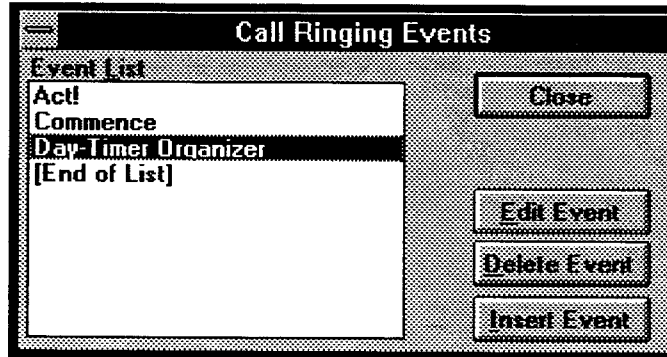 Call Ringing Events
Event List
Act!
Commence
Day-Timer Organizer
[End of List]
Close
Edit Event
Delete Event
Insert Event